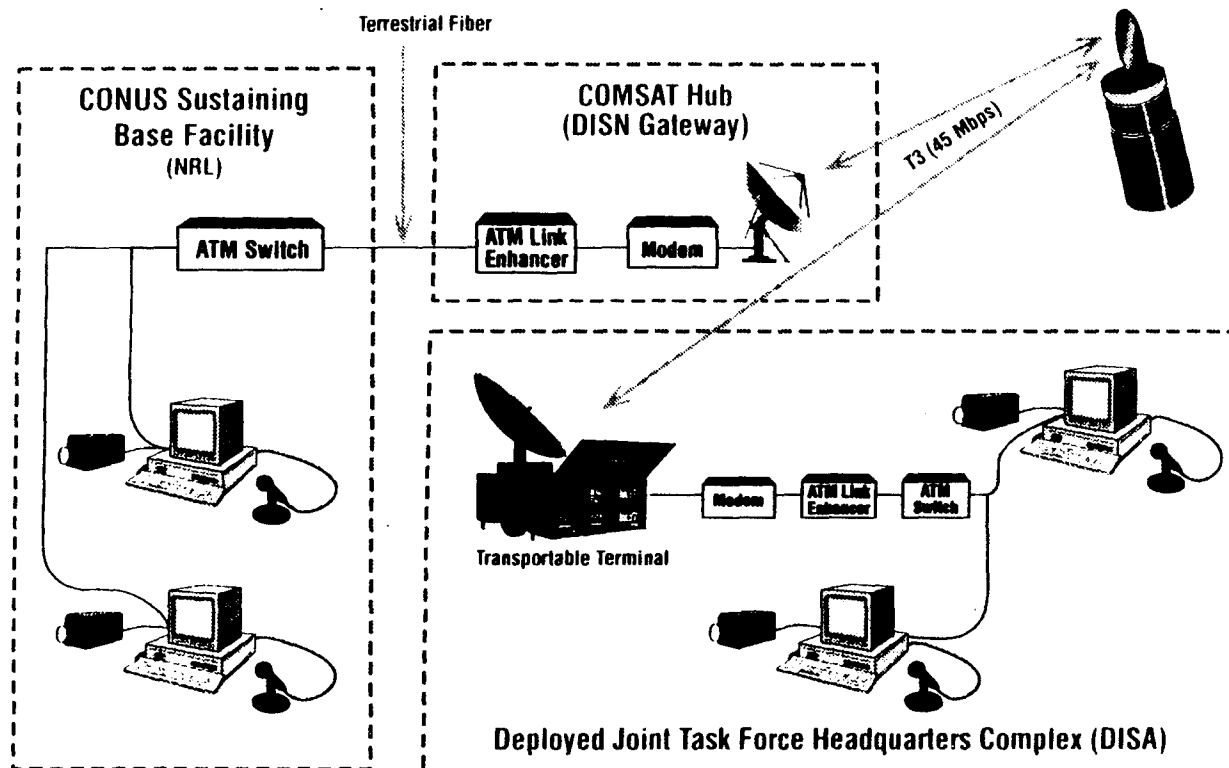 Terrestrial Fiber
CONUS Sustaining
Base Facility
(NRL)
COMSAT Hub
(DISN Gateway)
T3 (45 Mbps)
ATM Switch
ATM Link
Enhancer
Modem
Transportable Terminal
Modem
ATM Link
Enhancer
ATM
Switch
Deployed Joint Task Force Headquarters Complex (DISA)